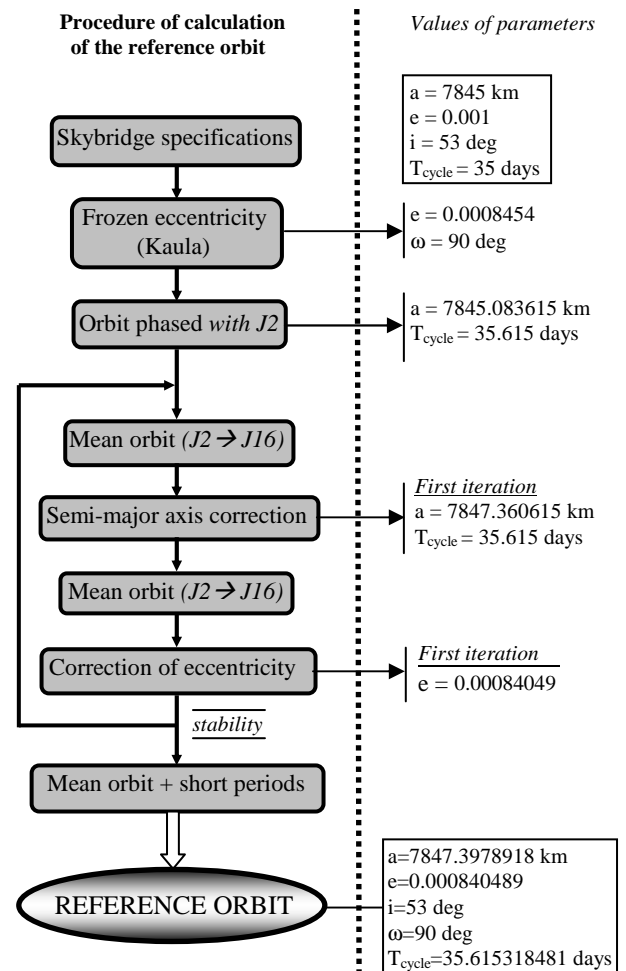 Procedure of calculation
of the reference orbit
Values of parameters
Skybridge specifications
a = 7845 km
e = 0.001
i = 53 deg
Tcycle = 35 days
Frozen eccentricity
(Kaula)
e = 0.0008454
ω = 90 deg
Orbit phased with J2
a = 7845.083615 km
Tcycle = 35.615 days
Mean orbit (J2 → J16)
Semi-major axis correction
First iteration
a = 7847.360615 km
Tcycle = 35.615 days
Mean orbit (J2 → J16)
Correction of eccentricity
First iteration
e = 0.00084049
stability
Mean orbit + short periods
REFERENCE ORBIT
a=7847.3978918 km
e=0.000840489
i=53 deg
ω=90 deg
Tcycle=35.615318481 days